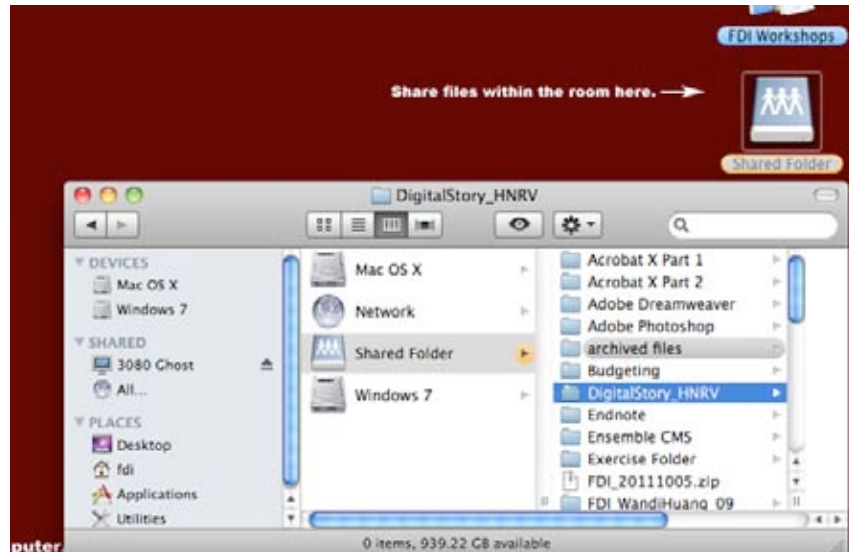 FDI Workshops
Share files within the room here.
Shared Folder
DigitalStory_HNRV
DEVICES
Mac OS X
Windows 7
SHARED
3080 Ghost
All...
PLACES
Desktop
fdi
Applications
Utilities
Mac OS X
Network
Shared Folder
Windows 7
Acrobat X Part 1
Acrobat X Part 2
Adobe Dreamweaver
Adobe Photoshop
archived files
Budgeting
DigitalStory_HNRV
Endnote
Ensemble CMS
Exercise Folder
FDI_20111005.zip
FDI_WandiHuang_09
puter
0 items, 939.22 GB available